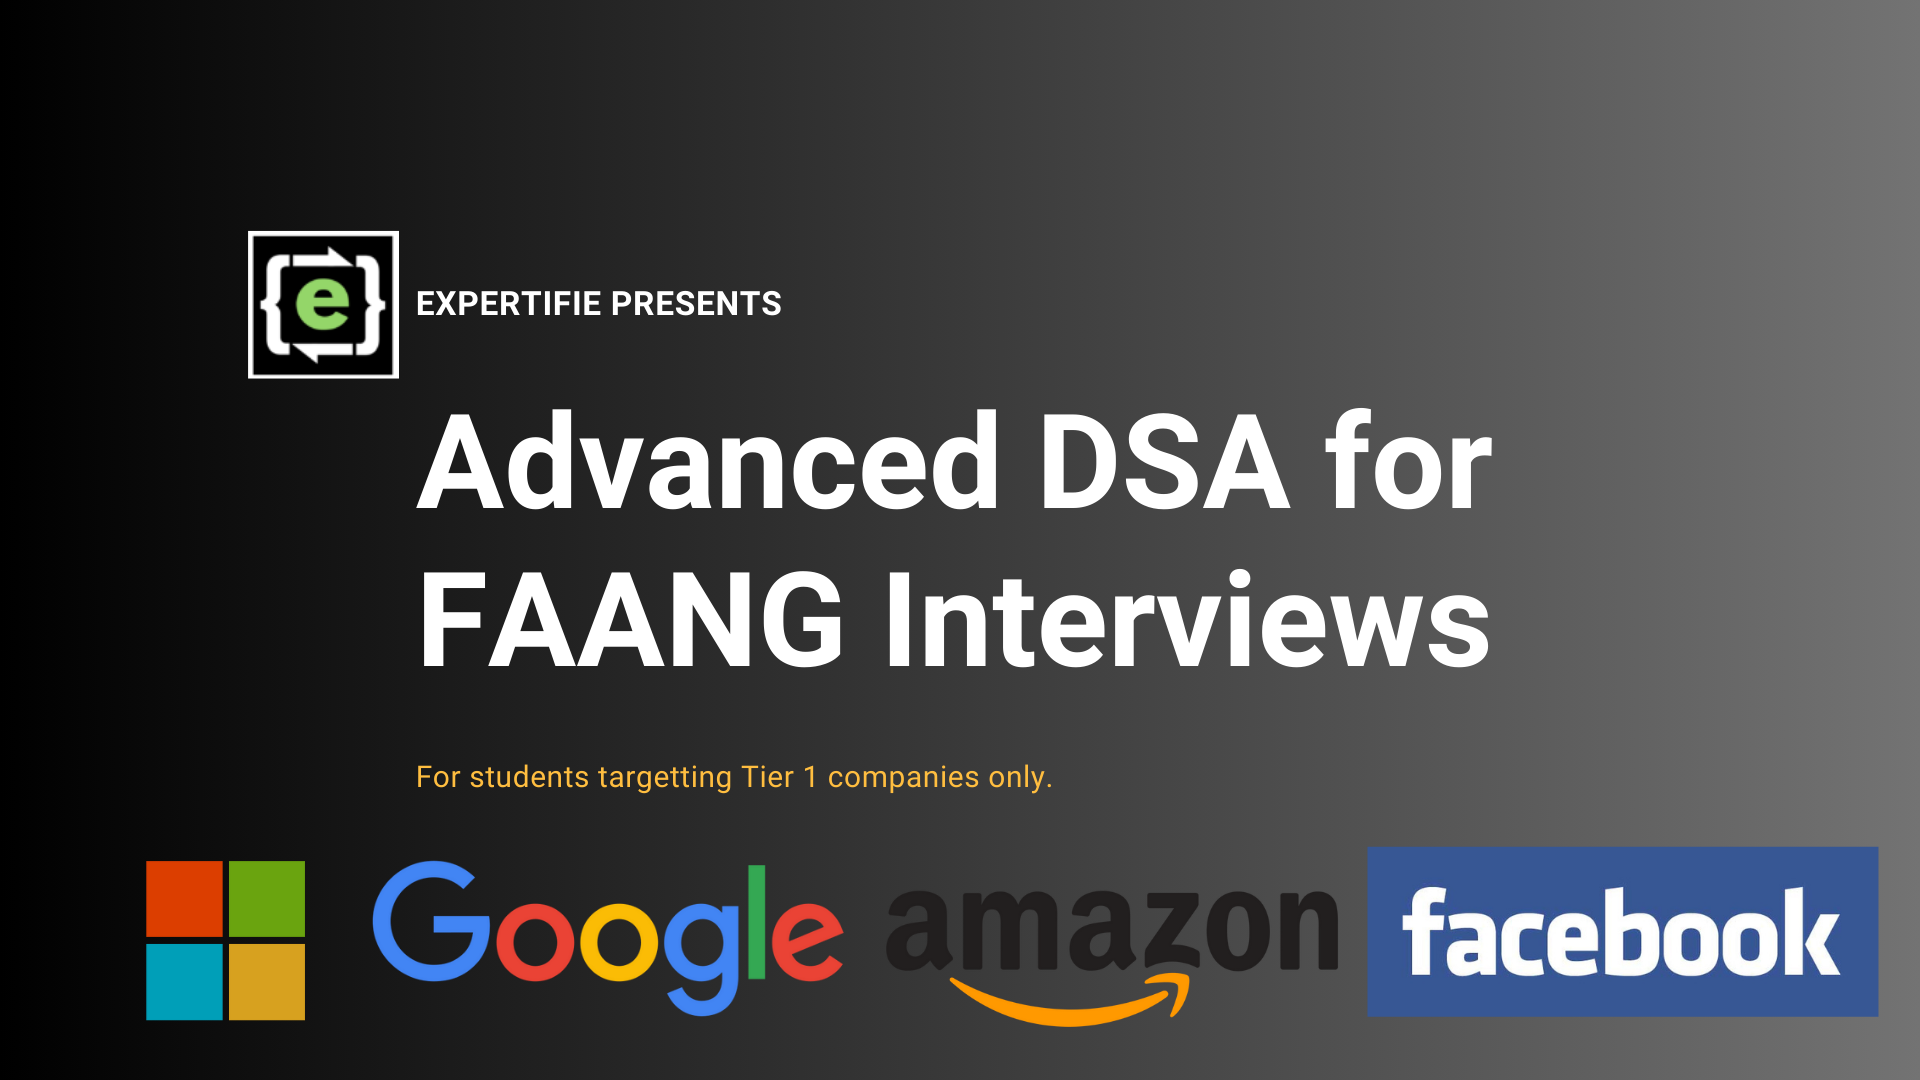 {e}
EXPERTIFIE PRESENTS
Advanced DSA for
FAANG Interviews
For students targetting Tier 1 companies only.
Google amazon facebook